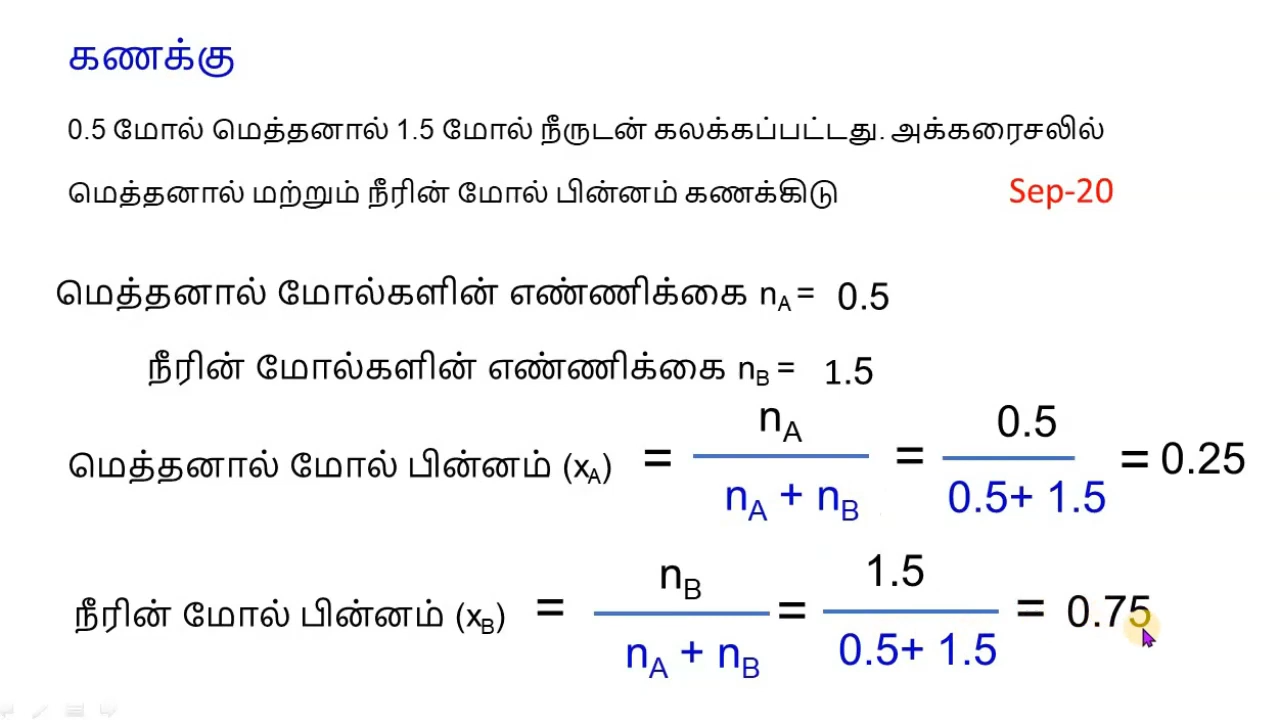 கணக்கு
0.5 மோல் மெத்தனால் 1.5 மோல் நீருடன் கலக்கப்பட்டது. அக்கரைசலில்
மெத்தனால் மற்றும் நீரின் மோல் பின்னம் கணக்கிடு Sep-20
மெத்தனால் மோல்களின் எண்ணிக்கை nA = 0.5
நீரின் மோல்களின் எண்ணிக்கை nB = 1.5
nA 0.5
மெத்தனால் மோல் பின்னம் (xA) = = = 0.25
nA + nB 0.5+ 1.5
nB 1.5
நீரின் மோல் பின்னம் (xB) = = = 0.75
nA + nB 0.5+ 1.5